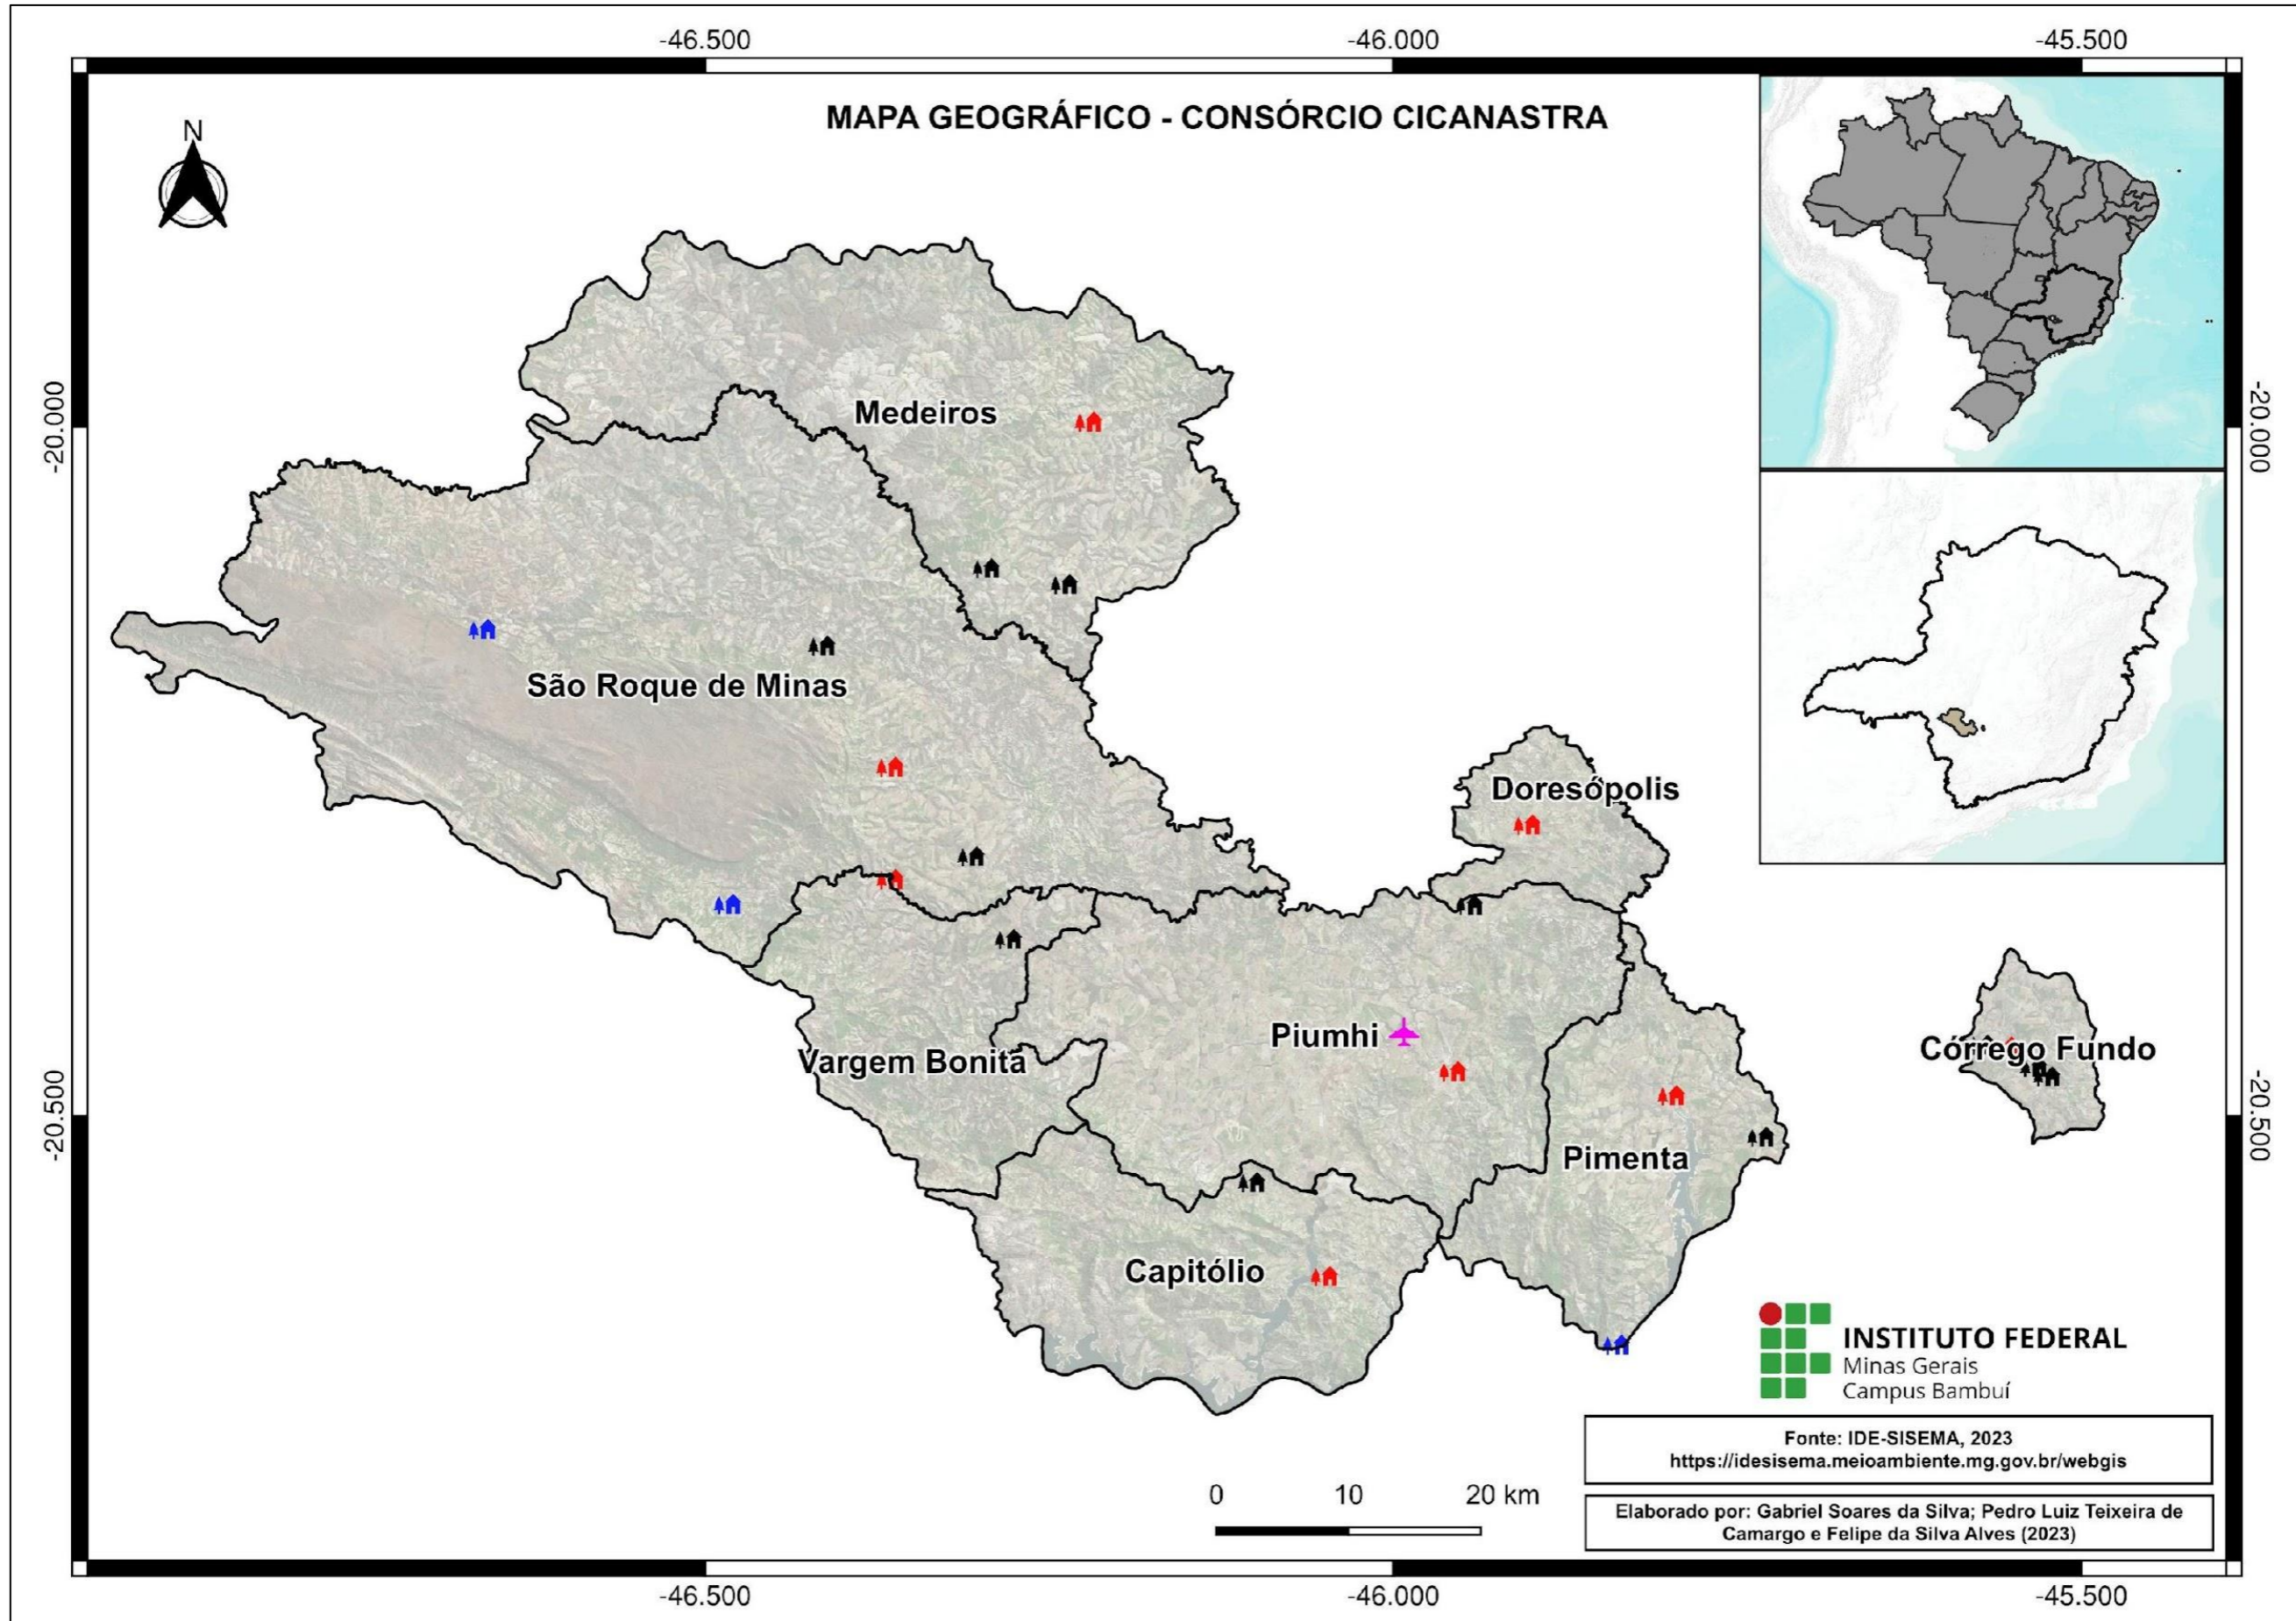 -46.500
-46.000
-45.500
MAPA GEOGRÁFICO - CONSÓRCIO CICANASTRA
N
-20.000
-20.000
Medeiros
São Roque de Minas
Doresópolis
Piumhi
Córrego Fundo
Vargem Bonita
-20.500
-20.500
Pimenta
Capitólio
INSTITUTO FEDERAL
Minas Gerais
Campus Bambuí
Fonte: IDE-SISEMA, 2023
https://idesisema.meioambiente.mg.gov.br/webgis
0 10 20 km
Elaborado por: Gabriel Soares da Silva; Pedro Luiz Teixeira de
Camargo e Felipe da Silva Alves (2023)
-46.500
-46.000
-45.500